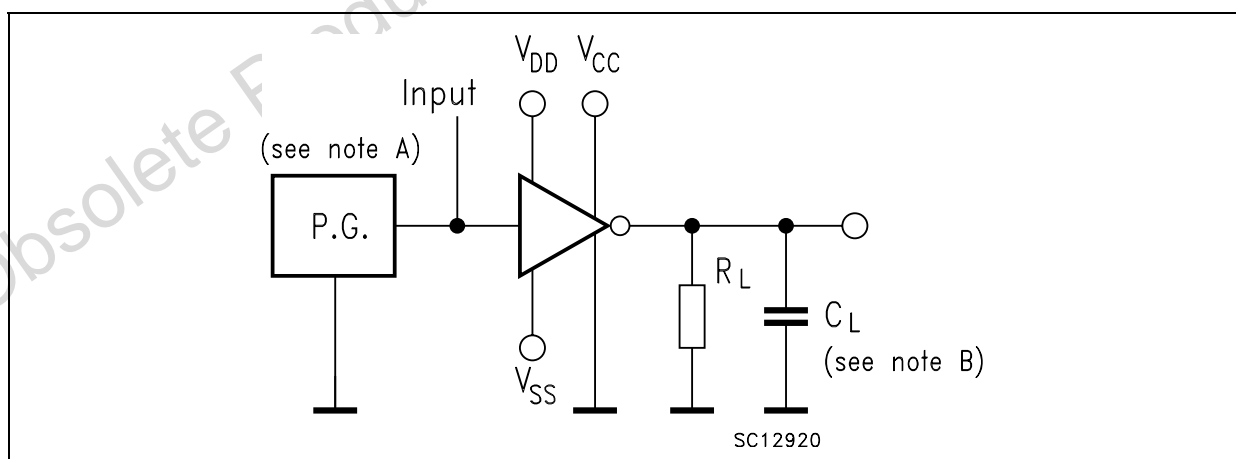 Obsolete
V_DD V_CC
Input
(see note A)
P.G.
R_L
C_L
(see note B)
V_SS
SC12920